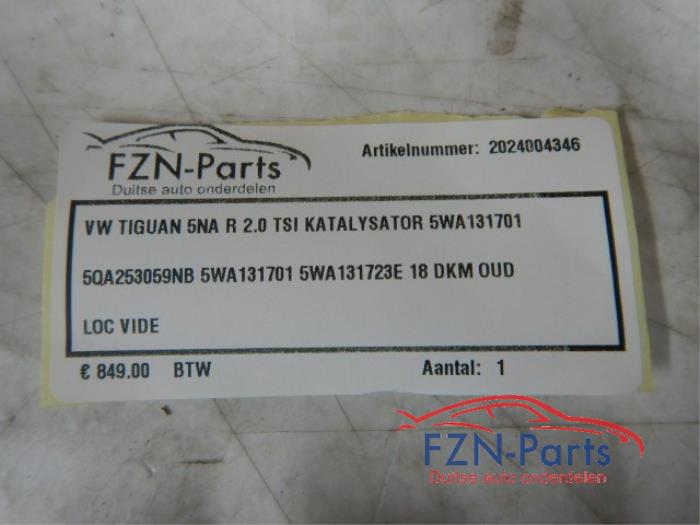 FZN-Parts
Duitse auto onderdelen
Artikelnummer: 2024004346
VW TIGUAN 5NA R 2.0 TSI KATALYSATOR 5WA131701
5QA253059NB 5WA131701 5WA131723E 18 DKM OUD
LOC VIDE
€ 849.00 BTW Aantal: 1
FZN-Parts
Duitse auto onderdelen